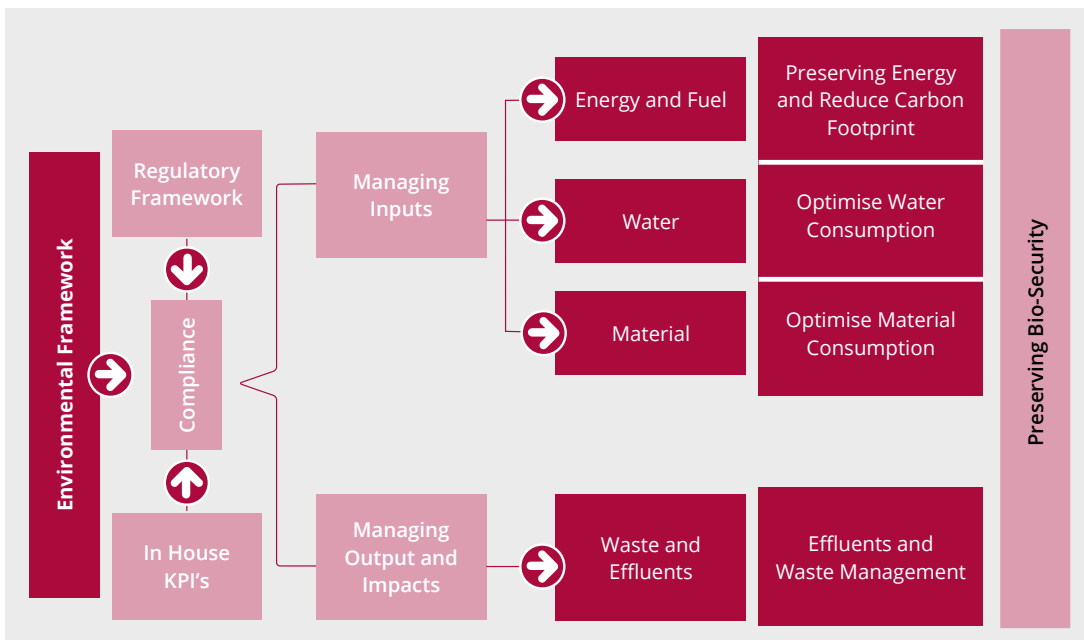 Environmental Framework
Regulatory
Framework
Compliance
In House
KPI's
Managing
Inputs
Managing
Output and
Impacts
Energy and Fuel
Water
Material
Waste and
Effluents
Preserving Energy
and Reduce Carbon
Footprint
Optimise Water
Consumption
Optimise Material
Consumption
Effluents and
Waste Management
Preserving Bio-Security